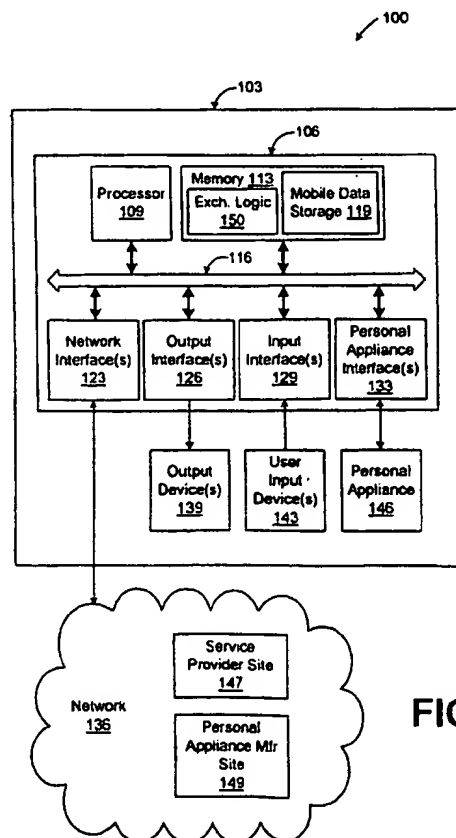 100
103
106
Processor
109
Memory 113
Exch. Logic
150
Mobile Data
Storage 119
116
Network
Interface(s)
123
Output
Interface(s)
126
Input
Interface(s)
129
Personal
Appliance
Interface(s)
133
Output
Device(s)
139
User
Input
Device(s)
143
Personal
Appliance
146
Network
136
Service
Provider Site
147
Personal
Appliance Mfr
Site
149
FIG